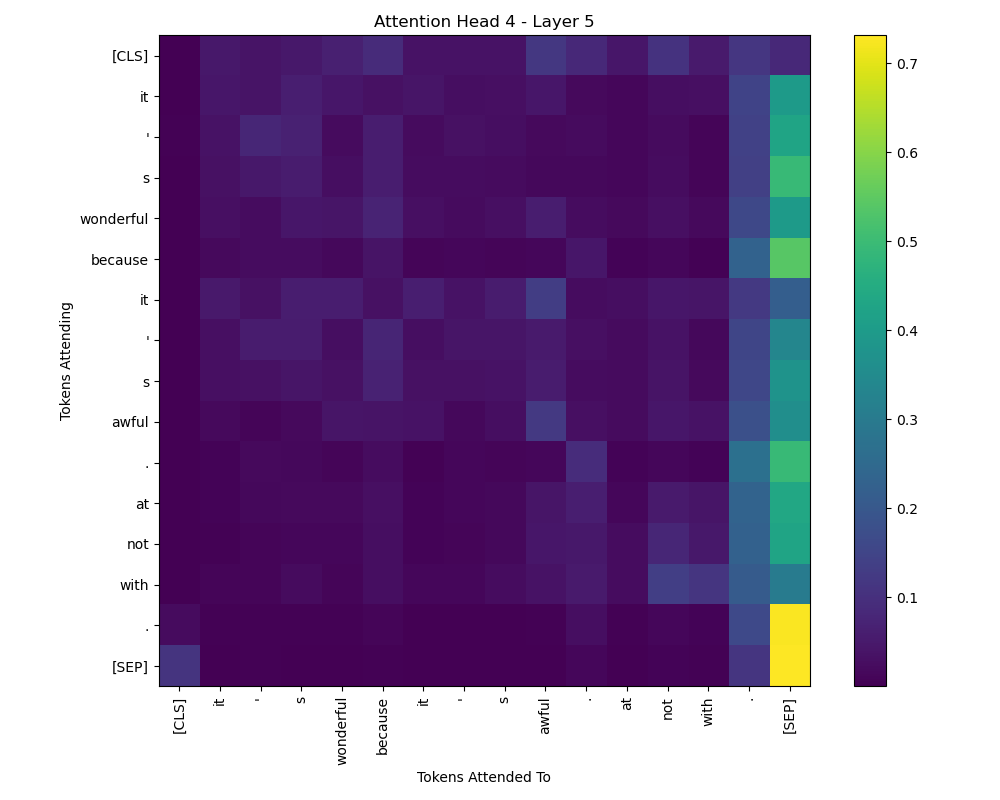 Attention Head 4 - Layer 5
[CLS]
it
'
s
wonderful
because
it
'
s
awful
.
at
not
with
.
[SEP]
Tokens Attending
[CLS]
it
'
s
wonderful
because
it
'
s
awful
.
at
not
with
.
[SEP]
Tokens Attended To
0.7
0.6
0.5
0.4
0.3
0.2
0.1